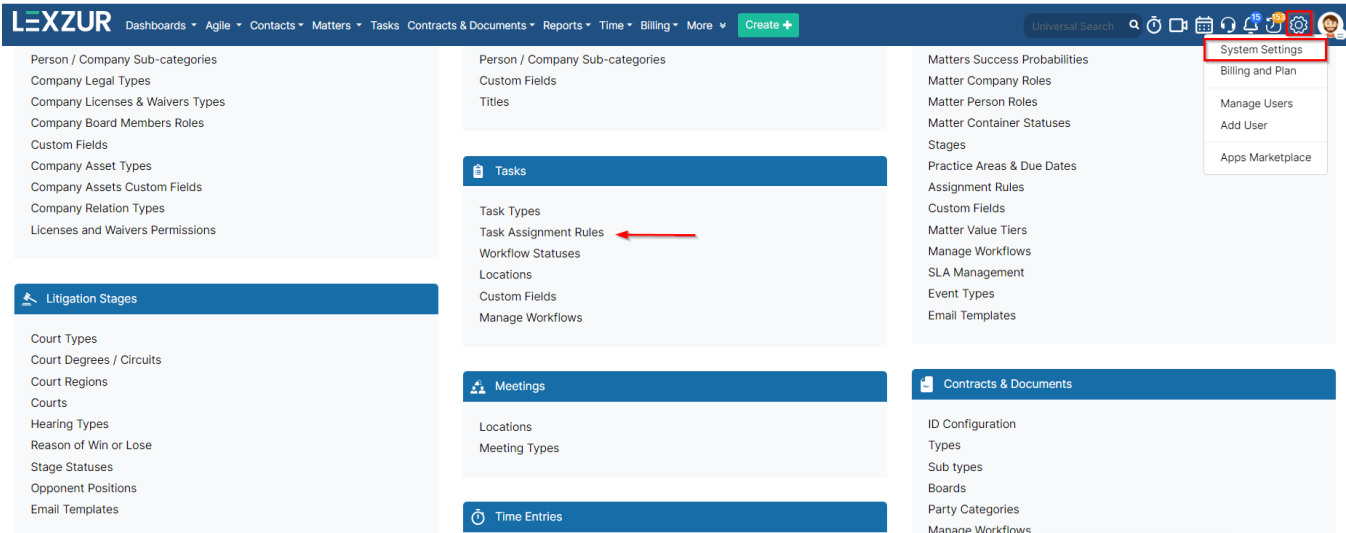 LEXZUR Dashboards Agile Contacts Matters Tasks Contracts & Documents Reports Time Billing More Create + Universal Search 15 153
System Settings
Billing and Plan
Manage Users
Add User
Apps Marketplace
Person / Company Sub-categories
Company Legal Types
Company Licenses & Waivers Types
Company Board Members Roles
Custom Fields
Company Asset Types
Company Assets Custom Fields
Company Relation Types
Licenses and Waivers Permissions
Litigation Stages
Court Types
Court Degrees / Circuits
Court Regions
Courts
Hearing Types
Reason of Win or Lose
Stage Statuses
Opponent Positions
Email Templates
Person / Company Sub-categories
Custom Fields
Titles
Tasks
Task Types
Task Assignment Rules
Workflow Statuses
Locations
Custom Fields
Manage Workflows
Meetings
Locations
Meeting Types
Time Entries
Matters Success Probabilities
Matter Company Roles
Matter Person Roles
Matter Container Statuses
Stages
Practice Areas & Due Dates
Assignment Rules
Custom Fields
Matter Value Tiers
Manage Workflows
SLA Management
Event Types
Email Templates
Contracts & Documents
ID Configuration
Types
Sub types
Boards
Party Categories
Manage Workflows